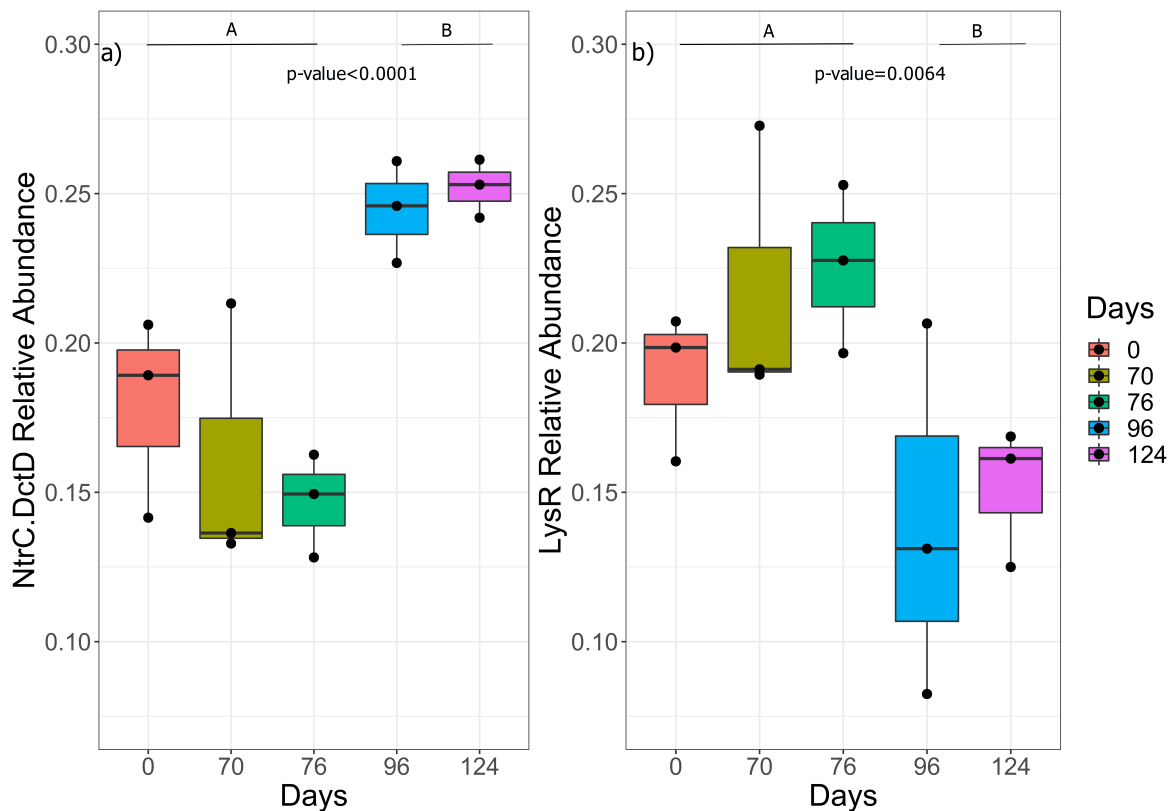 a)
A
B
p-value<0.0001
NtrC.DctD Relative Abundance
0.30
0.25
0.20
0.15
0.10
0 70 76 96 124
Days
b)
A
B
p-value=0.0064
LysR Relative Abundance
0.30
0.25
0.20
0.15
0.10
0 70 76 96 124
Days
Days
0
70
76
96
124